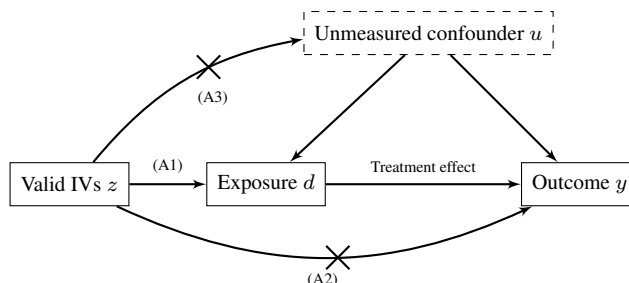 Unmeasured confounder u
(A3)
(A1)
Treatment effect
Valid IVs z
Exposure d
Outcome y
(A2)